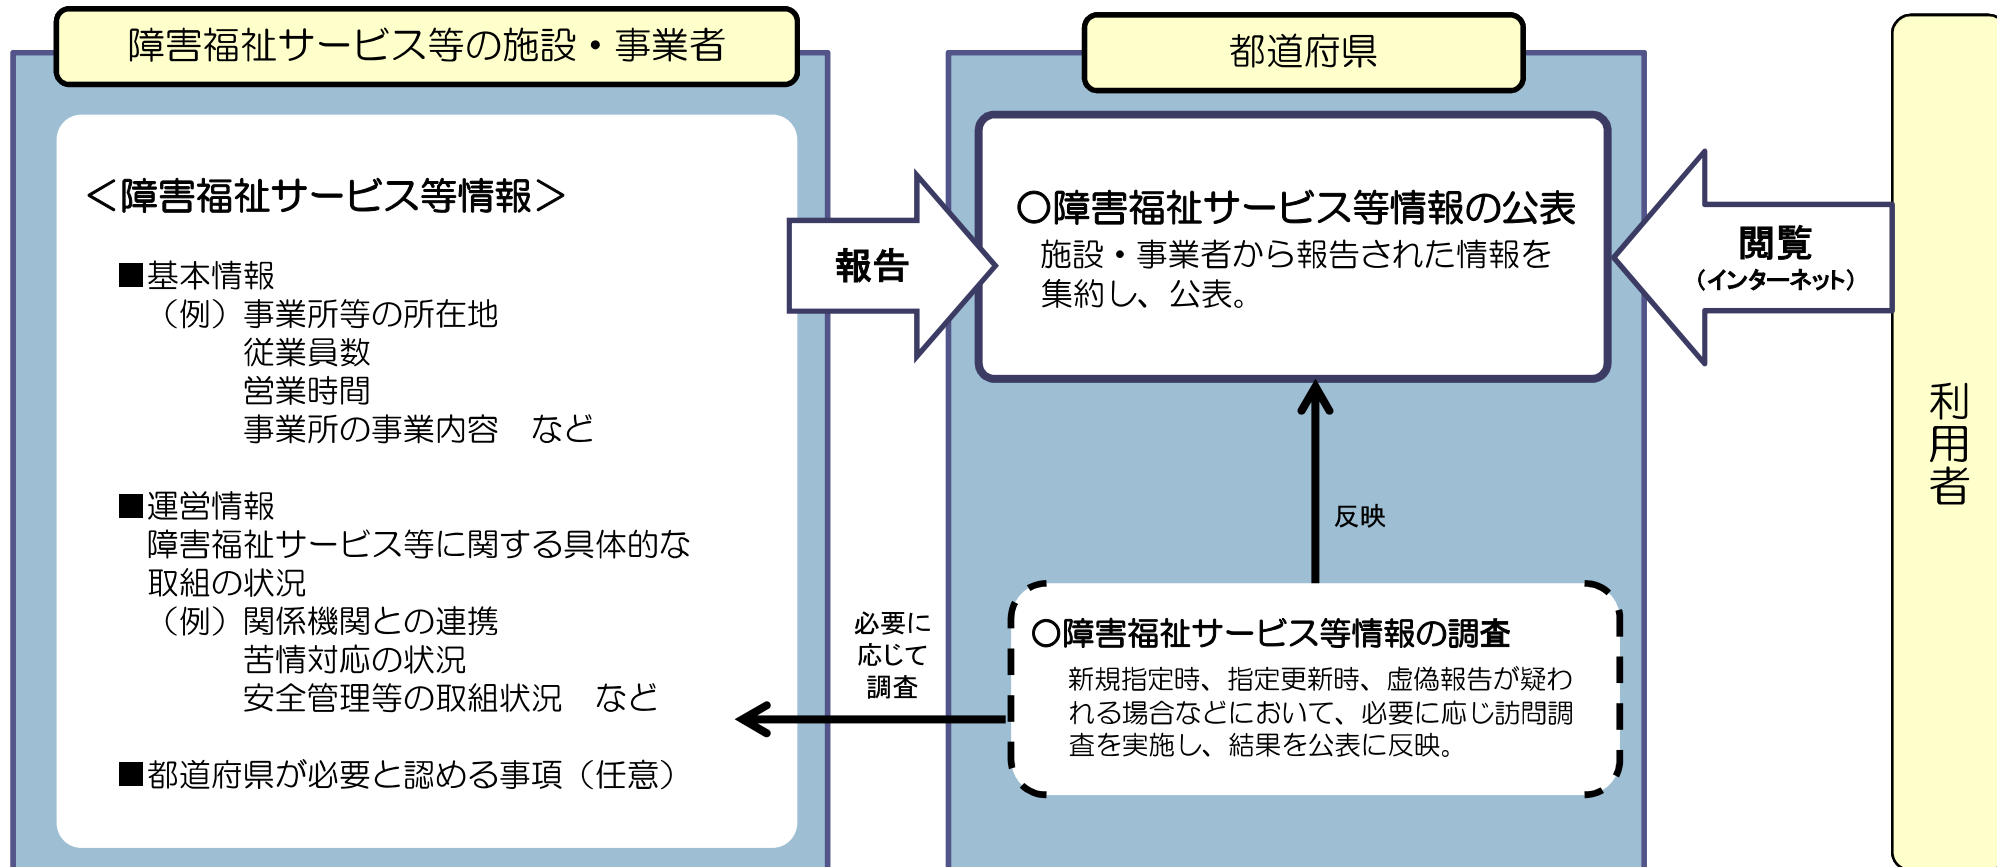 障害福祉サービス等の施設・事業者
＜障害福祉サービス等情報＞
■基本情報
（例）事業所等の所在地
従業員数
営業時間
事業所の事業内容　など
■運営情報
障害福祉サービス等に関する具体的な
取組の状況
（例）関係機関との連携
苦情対応の状況
安全管理等の取組状況　など
■都道府県が必要と認める事項（任意）
報告
必要に
応じて
調査
都道府県
○障害福祉サービス等情報の公表
施設・事業者から報告された情報を
集約し、公表。
反映
○障害福祉サービス等情報の調査
新規指定時、指定更新時、虚偽報告が疑わ
れる場合などにおいて、必要に応じ訪問調
査を実施し、結果を公表に反映。
閲覧
（インターネット）
利用者